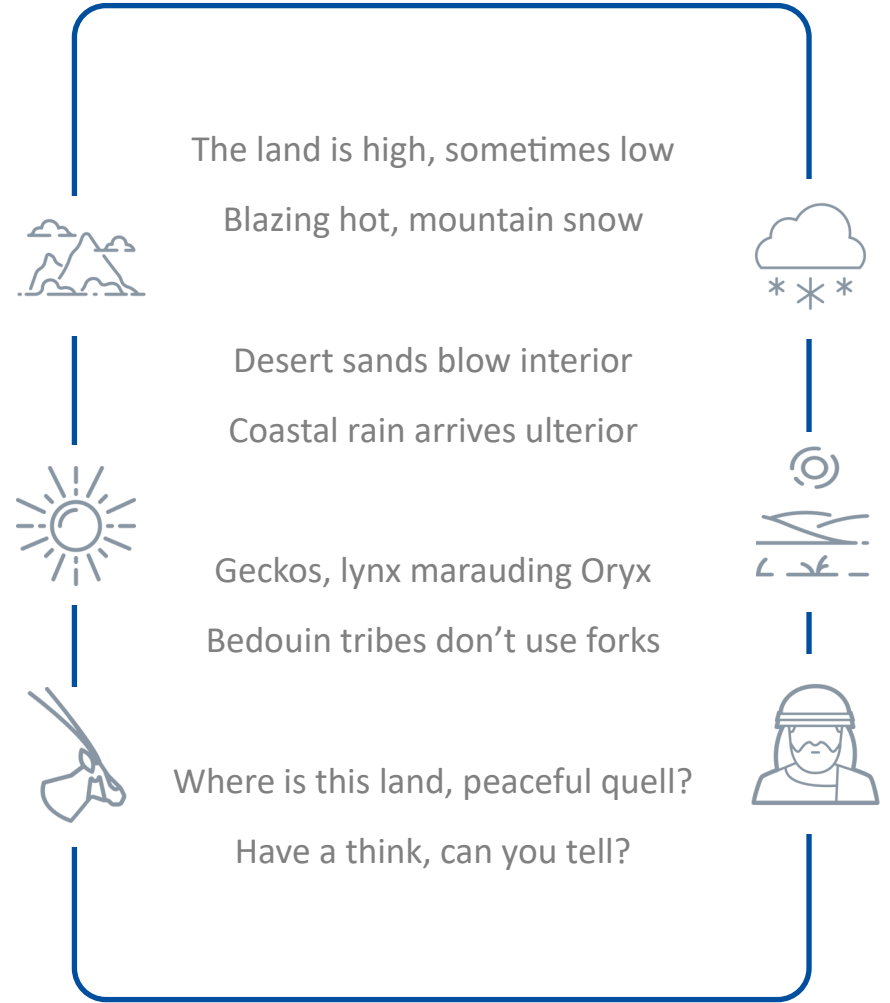 The land is high, sometimes low
Blazing hot, mountain snow
Desert sands blow interior
Coastal rain arrives ulterior
Geckos, lynx marauding Oryx
Bedouin tribes don’t use forks
Where is this land, peaceful quell?
Have a think, can you tell?